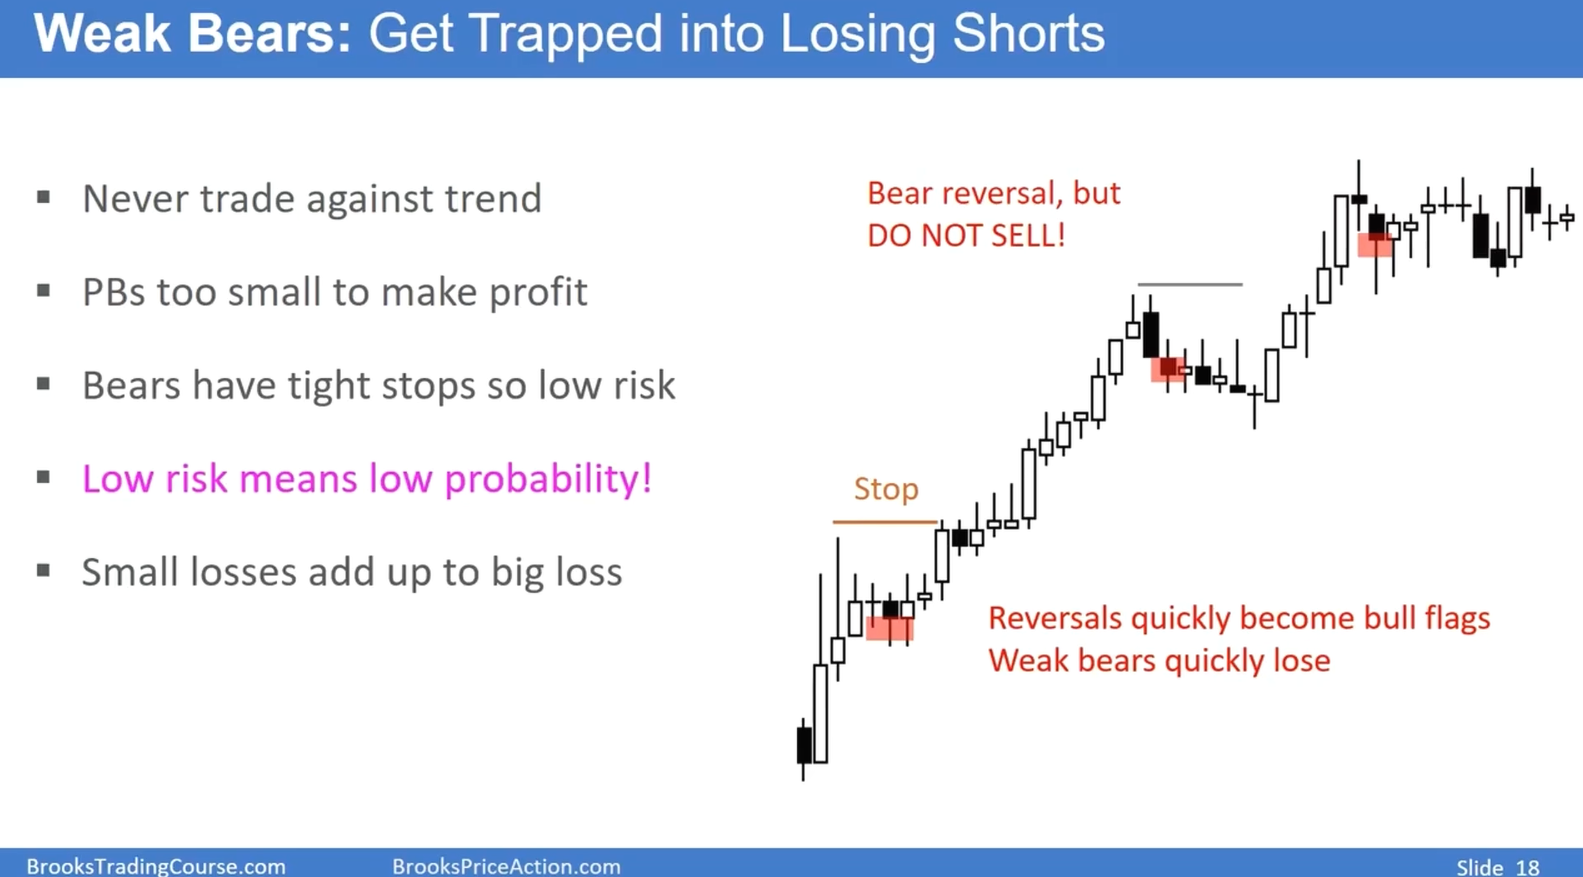 Weak Bears: Get Trapped into Losing Shorts
Never trade against trend
PBs too small to make profit
Bears have tight stops so low risk
Low risk means low probability!
Small losses add up to big loss
Bear reversal, but
DO NOT SELL!
Stop
Reversals quickly become bull flags
Weak bears quickly lose
BrooksTradingCourse.com
BrooksPriceAction.com
Slide 18